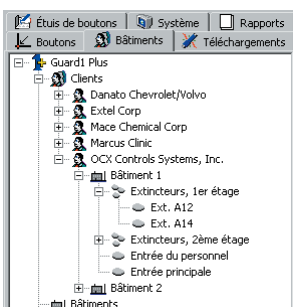 Étuis de boutons Système Rapports
Boutons Bâtiments Téléchargements
Guard1 Plus
Clients
Danato Chevrolet/Volvo
Extel Corp
Mace Chemical Corp
Marcus Clinic
OCX Controls Systems, Inc.
Bâtiment 1
Extincteurs, 1er étage
Ext. A12
Ext. A14
Extincteurs, 2ème étage
Entrée du personnel
Entrée principale
Bâtiment 2
Bâtiments